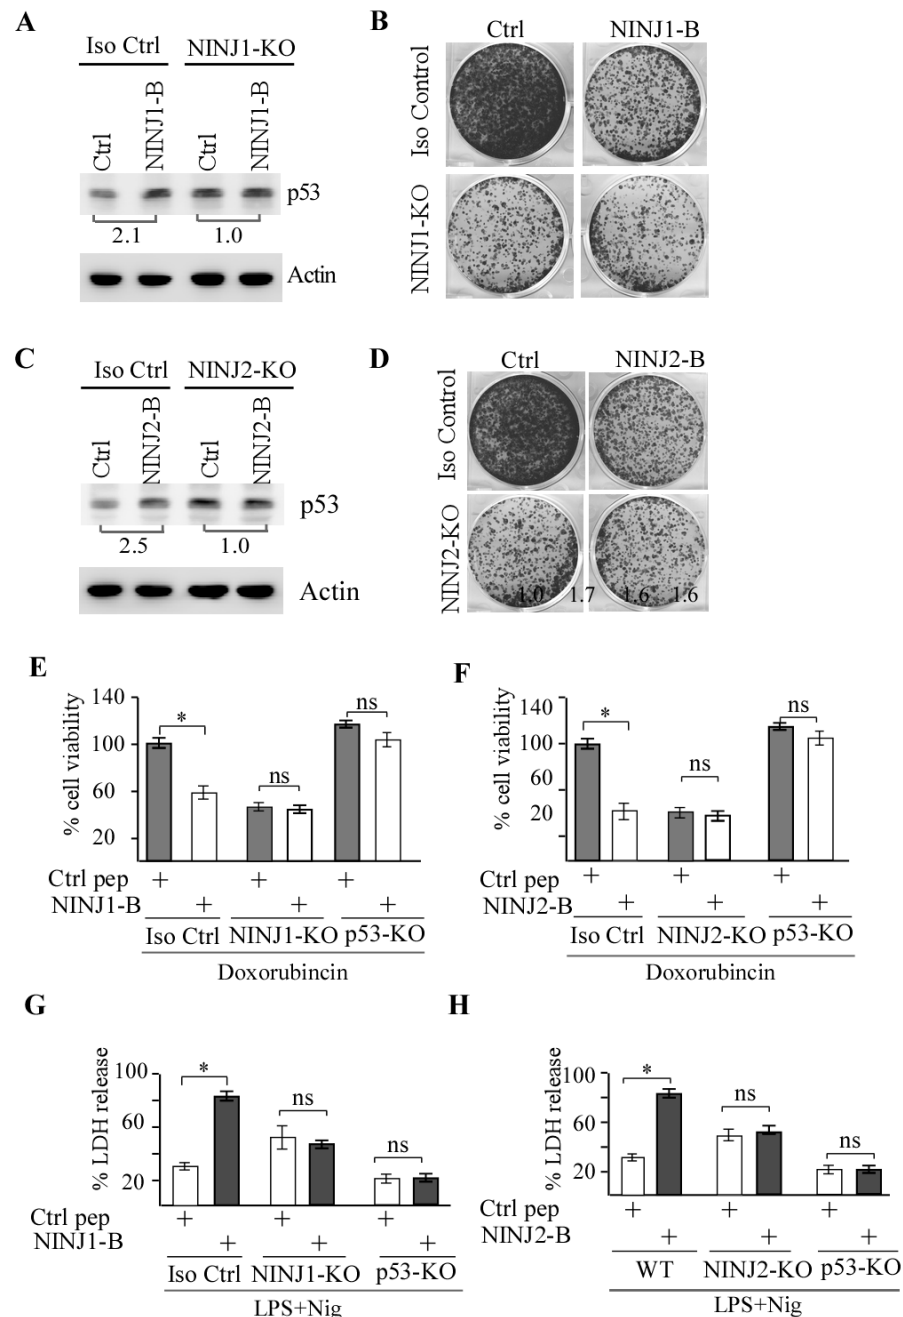 A
Iso Ctrl NINJ1-KO
Ctrl NINJ1-B Ctrl NINJ1-B
p53
2.1 1.0
Actin
B
Ctrl NINJ1-B
Iso Control
NINJ1-KO
C
Iso Ctrl NINJ2-KO
Ctrl NINJ2-B Ctrl NINJ2-B
p53
2.5 1.0
Actin
D
Ctrl NINJ2-B
Iso Control
NINJ2-KO
1.0 1.7 1.6 1.6
E
% cell viability
140
100
60
20
* ns ns
Ctrl pep + + +
NINJ1-B + + +
Iso Ctrl NINJ1-KO p53-KO
Doxorubincin
F
% cell viability
140
100
60
20
* ns ns
Ctrl pep + + +
NINJ2-B + + +
Iso Ctrl NINJ2-KO p53-KO
Doxorubincin
G
% LDH release
100
60
20
* ns ns
Ctrl pep + + +
NINJ1-B + + +
Iso Ctrl NINJ1-KO p53-KO
LPS+Nig
H
% LDH release
100
60
20
* ns ns
Ctrl pep + + +
NINJ2-B + + +
WT NINJ2-KO p53-KO
LPS+Nig